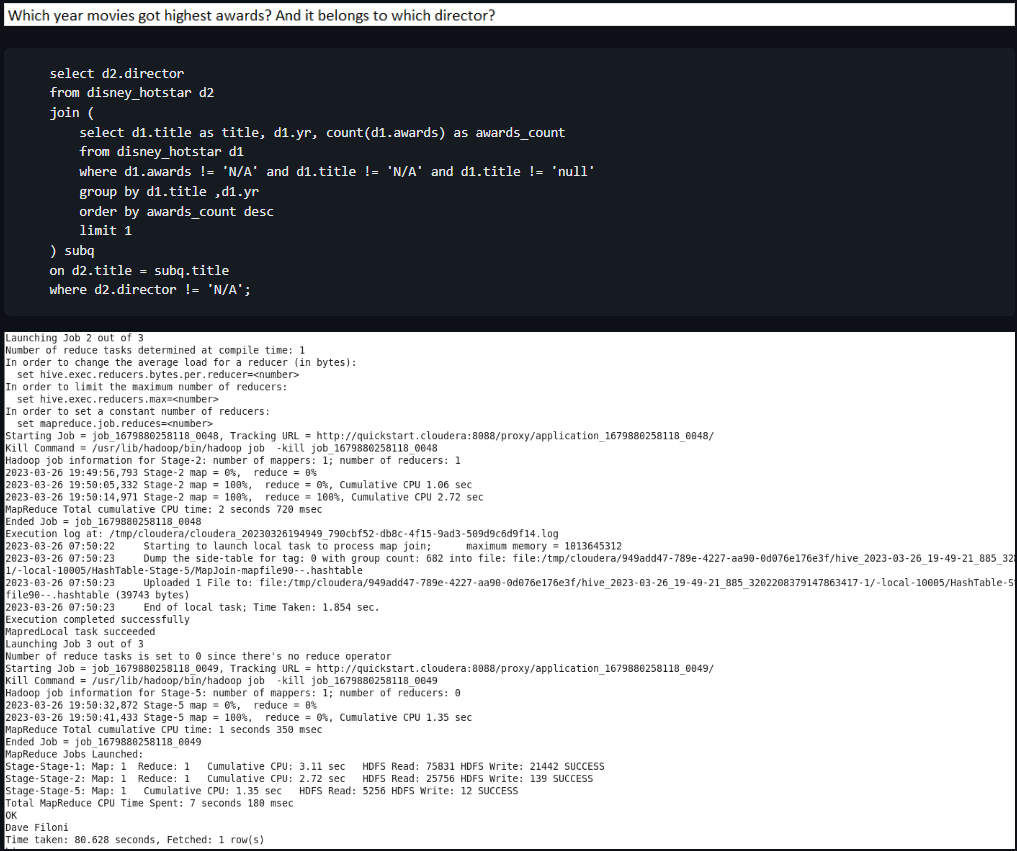 Which year movies got highest awards? And it belongs to which director?
select d2.director
from disney_hotstar d2
join (
select d1.title as title, d1.yr, count(d1.awards) as awards_count
from disney_hotstar d1
where d1.awards != 'N/A' and d1.title != 'N/A' and d1.title != 'null'
group by d1.title ,d1.yr
order by awards_count desc
limit 1
) subq
on d2.title = subq.title
where d2.director != 'N/A';
Launching Job 2 out of 3
Number of reduce tasks determined at compile time: 1
In order to change the average load for a reducer (in bytes):
set hive.exec.reducers.bytes.per.reducer=<number>
In order to limit the maximum number of reducers:
set hive.exec.reducers.max=<number>
In order to set a constant number of reducers:
set mapreduce.job.reduces=<number>
Starting Job = job_1679880258118_0048, Tracking URL = http://quickstart.cloudera:8088/proxy/application_1679880258118_0048/
Kill Command = /usr/lib/hadoop/bin/hadoop job  -kill job_1679880258118_0048
Hadoop job information for Stage-2: number of mappers: 1; number of reducers: 1
2023-03-26 19:49:56,793 Stage-2 map = 0%,  reduce = 0%
2023-03-26 19:50:05,332 Stage-2 map = 100%,  reduce = 0%, Cumulative CPU 1.06 sec
2023-03-26 19:50:14,971 Stage-2 map = 100%,  reduce = 100%, Cumulative CPU 2.72 sec
MapReduce Total cumulative CPU time: 2 seconds 720 msec
Ended Job = job_1679880258118_0048
Execution log at: /tmp/cloudera/cloudera_20230326194949_790cbf52-db8c-4f15-9ad3-509d9c6d9f14.log
2023-03-26 07:50:22     Starting to launch local task to process map join;      maximum memory = 1013645312
2023-03-26 07:50:23     Dump the side-table for tag: 0 with group count: 682 into file: file:/tmp/cloudera/949add47-789e-4227-aa90-0d076e176e3f/hive_2023-03-26_19-49-21_885_32
1/-local-10005/HashTable-Stage-5/MapJoin-mapfile90--.hashtable
2023-03-26 07:50:23     Uploaded 1 File to: file:/tmp/cloudera/949add47-789e-4227-aa90-0d076e176e3f/hive_2023-03-26_19-49-21_885_3202208379147863417-1/-local-10005/HashTable-S
file90--.hashtable (39743 bytes)
2023-03-26 07:50:23     End of local task; Time Taken: 1.854 sec.
Execution completed successfully
MapredLocal task succeeded
Launching Job 3 out of 3
Number of reduce tasks is set to 0 since there's no reduce operator
Starting Job = job_1679880258118_0049, Tracking URL = http://quickstart.cloudera:8088/proxy/application_1679880258118_0049/
Kill Command = /usr/lib/hadoop/bin/hadoop job  -kill job_1679880258118_0049
Hadoop job information for Stage-5: number of mappers: 1; number of reducers: 0
2023-03-26 19:50:32,872 Stage-5 map = 0%,  reduce = 0%
2023-03-26 19:50:41,433 Stage-5 map = 100%,  reduce = 0%, Cumulative CPU 1.35 sec
MapReduce Total cumulative CPU time: 1 seconds 350 msec
Ended Job = job_1679880258118_0049
MapReduce Jobs Launched:
Stage-Stage-1: Map: 1  Reduce: 1   Cumulative CPU: 3.11 sec   HDFS Read: 75831 HDFS Write: 21442 SUCCESS
Stage-Stage-2: Map: 1  Reduce: 1   Cumulative CPU: 2.72 sec   HDFS Read: 25756 HDFS Write: 139 SUCCESS
Stage-Stage-5: Map: 1   Cumulative CPU: 1.35 sec   HDFS Read: 5256 HDFS Write: 12 SUCCESS
Total MapReduce CPU Time Spent: 7 seconds 180 msec
OK
Dave Filoni
Time taken: 80.628 seconds, Fetched: 1 row(s)